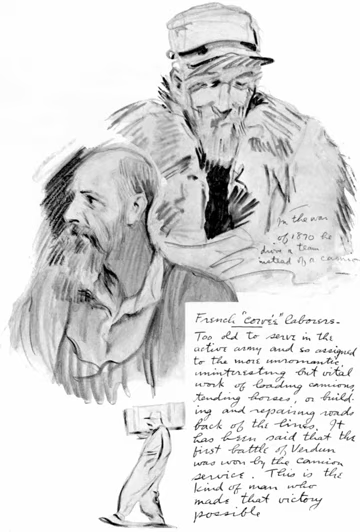 In the war
of 1870 he
drove a team
instead of a camion
French "corvée" laborers.
Too old to serve in the
active army and so assigned
to the more unromantic
uninteresting but vital
work of loading camions,
tending horses, or build-
ing and repairing roads
back of the lines. It
has been said that the
first battle of Verdun
was won by the camion
service. This is the
kind of man who
made that victory
possible